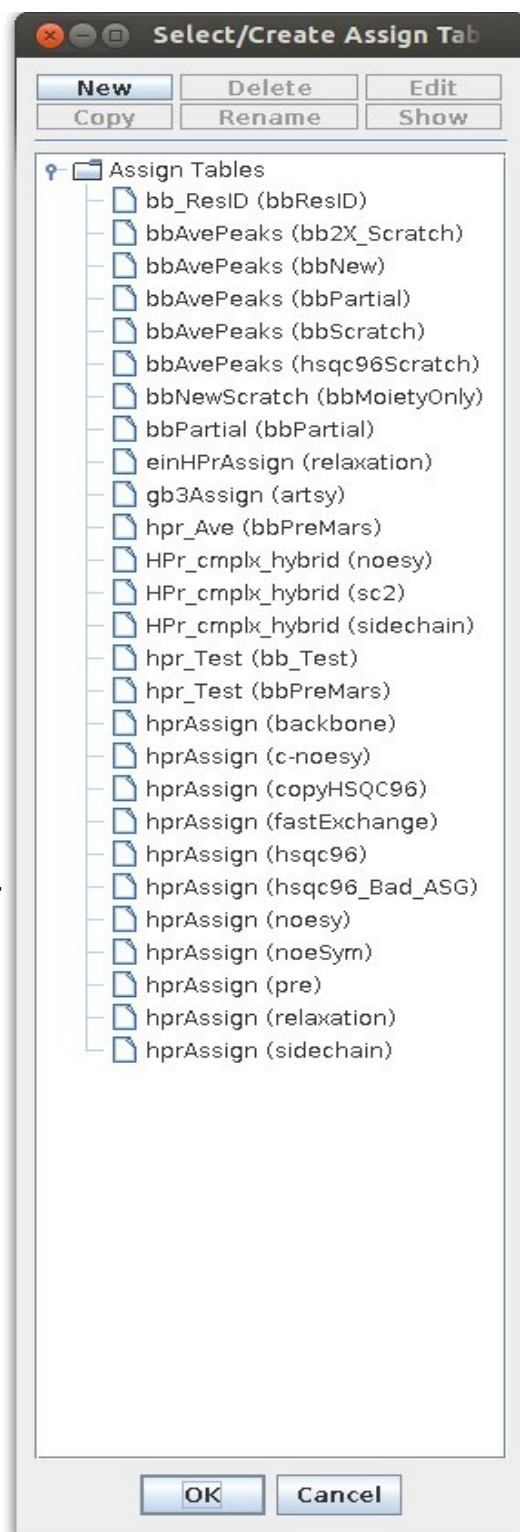 Select/Create Assign Tab
New Delete Edit
Copy Rename Show
Assign Tables
bb_ResID (bbResID)
bbAvePeaks (bb2X_Scratch)
bbAvePeaks (bbNew)
bbAvePeaks (bbPartial)
bbAvePeaks (bbScratch)
bbAvePeaks (hsqc96Scratch)
bbNewScratch (bbMoietyOnly)
bbPartial (bbPartial)
einHPrAssign (relaxation)
gb3Assign (artsy)
hpr_Ave (bbPreMars)
HPr_cmplx_hybrid (noesy)
HPr_cmplx_hybrid (sc2)
HPr_cmplx_hybrid (sidechain)
hpr_Test (bb_Test)
hpr_Test (bbPreMars)
hprAssign (backbone)
hprAssign (c-noesy)
hprAssign (copyHSQC96)
hprAssign (fastExchange)
hprAssign (hsqc96)
hprAssign (hsqc96_Bad_ASG)
hprAssign (noesy)
hprAssign (noeSym)
hprAssign (pre)
hprAssign (relaxation)
hprAssign (sidechain)
OK Cancel